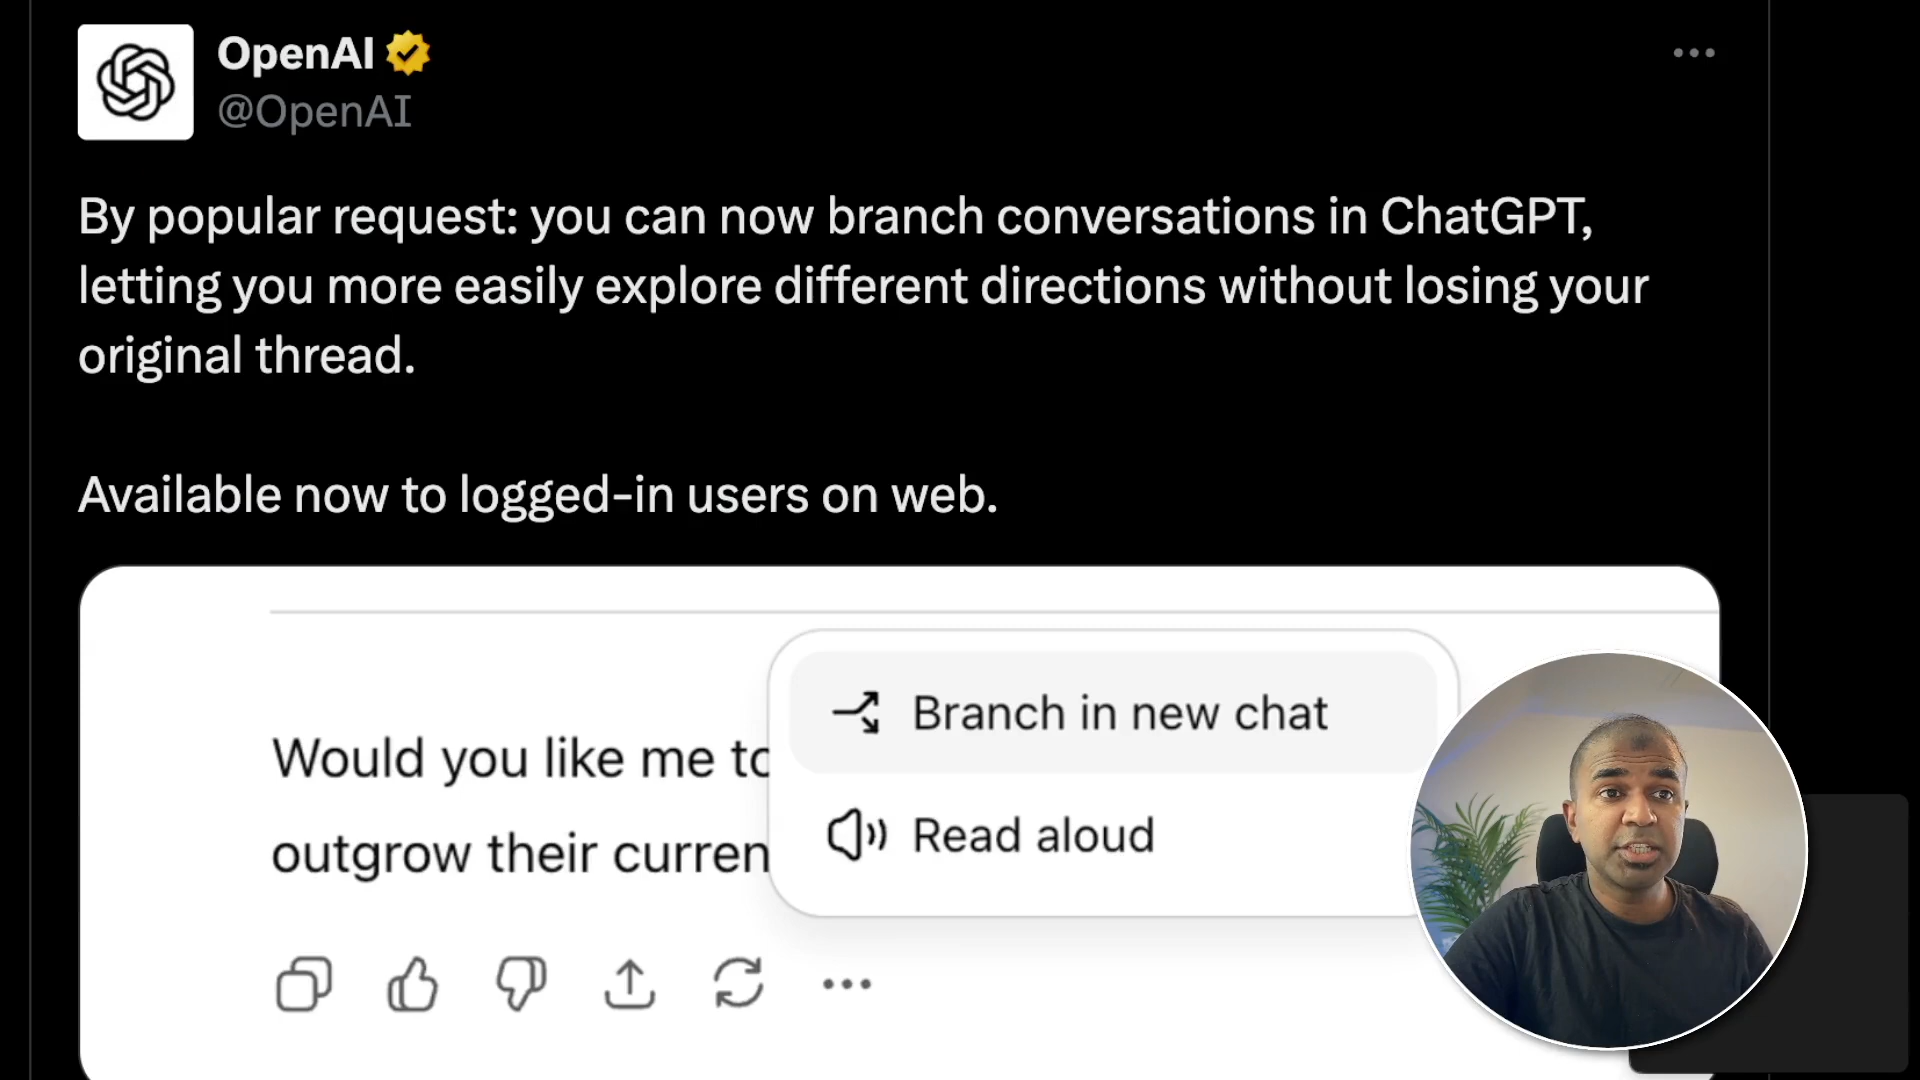 OpenAI
@OpenAI
By popular request: you can now branch conversations in ChatGPT,
letting you more easily explore different directions without losing your
original thread.
Available now to logged-in users on web.
Branch in new chat
Would you like me to
Read aloud
outgrow their curren